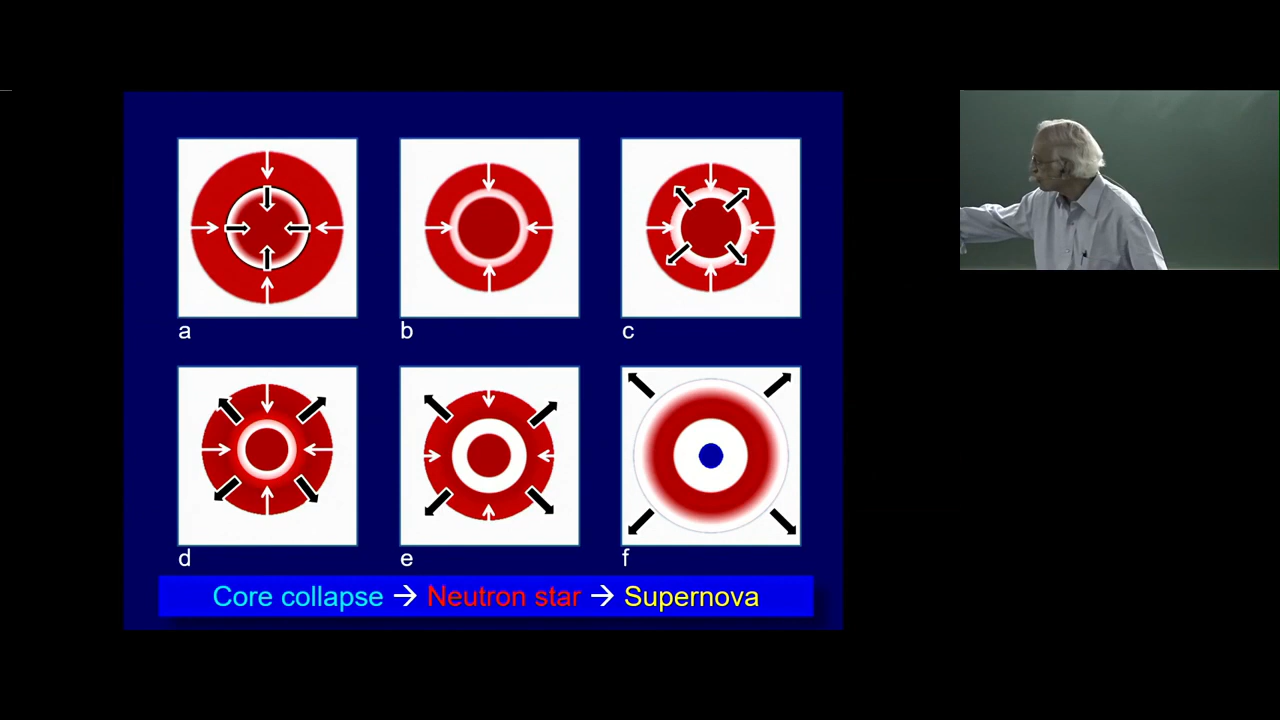 a
b
c
d
e
f
Core collapse → Neutron star → Supernova